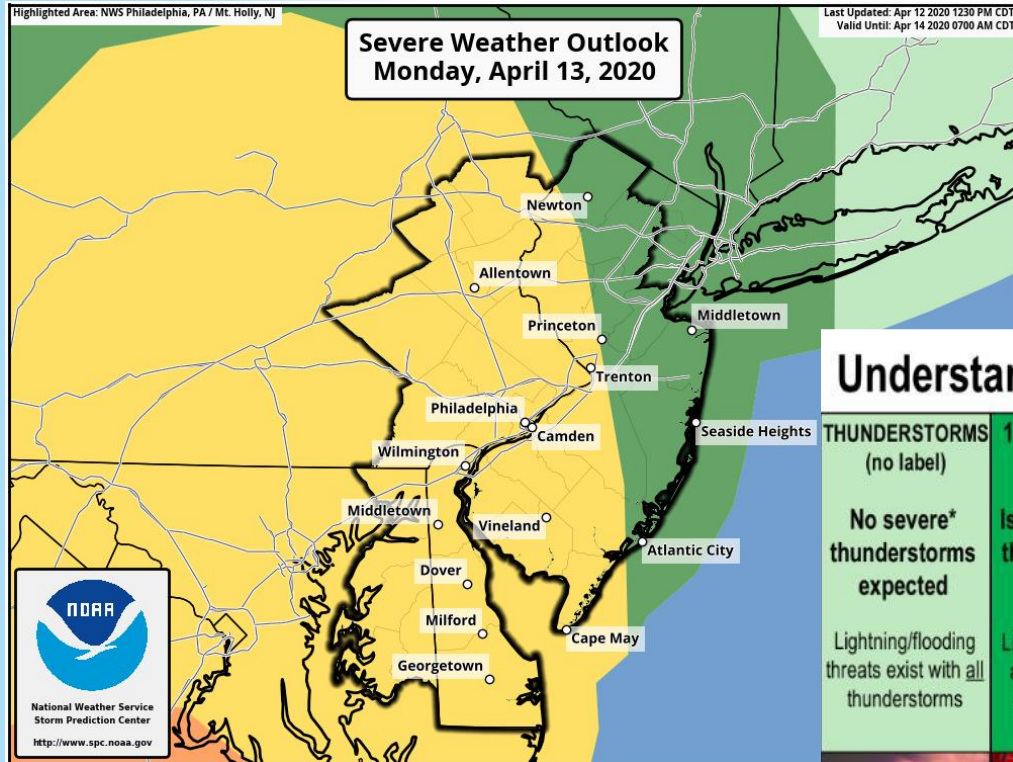 Highlighted Area: NWS Philadelphia, PA / Mt. Holly, NJ
Last Updated: Apr 12 2020 1230 PM CDT
Valid Until: Apr 14 2020 0700 AM CDT
Severe Weather Outlook
Monday, April 13, 2020
Newton
Allentown
Princeton
Middletown
Trenton
Philadelphia
Camden
Seaside Heights
Wilmington
Middletown
Vineland
Atlantic City
Dover
Milford
Cape May
Georgetown
NOAA
National Weather Service
Storm Prediction Center
http://www.spc.noaa.gov
THUNDERSTORMS
(no label)
No severe*
thunderstorms
expected
Lightning/flooding
threats exist with all
thunderstorms